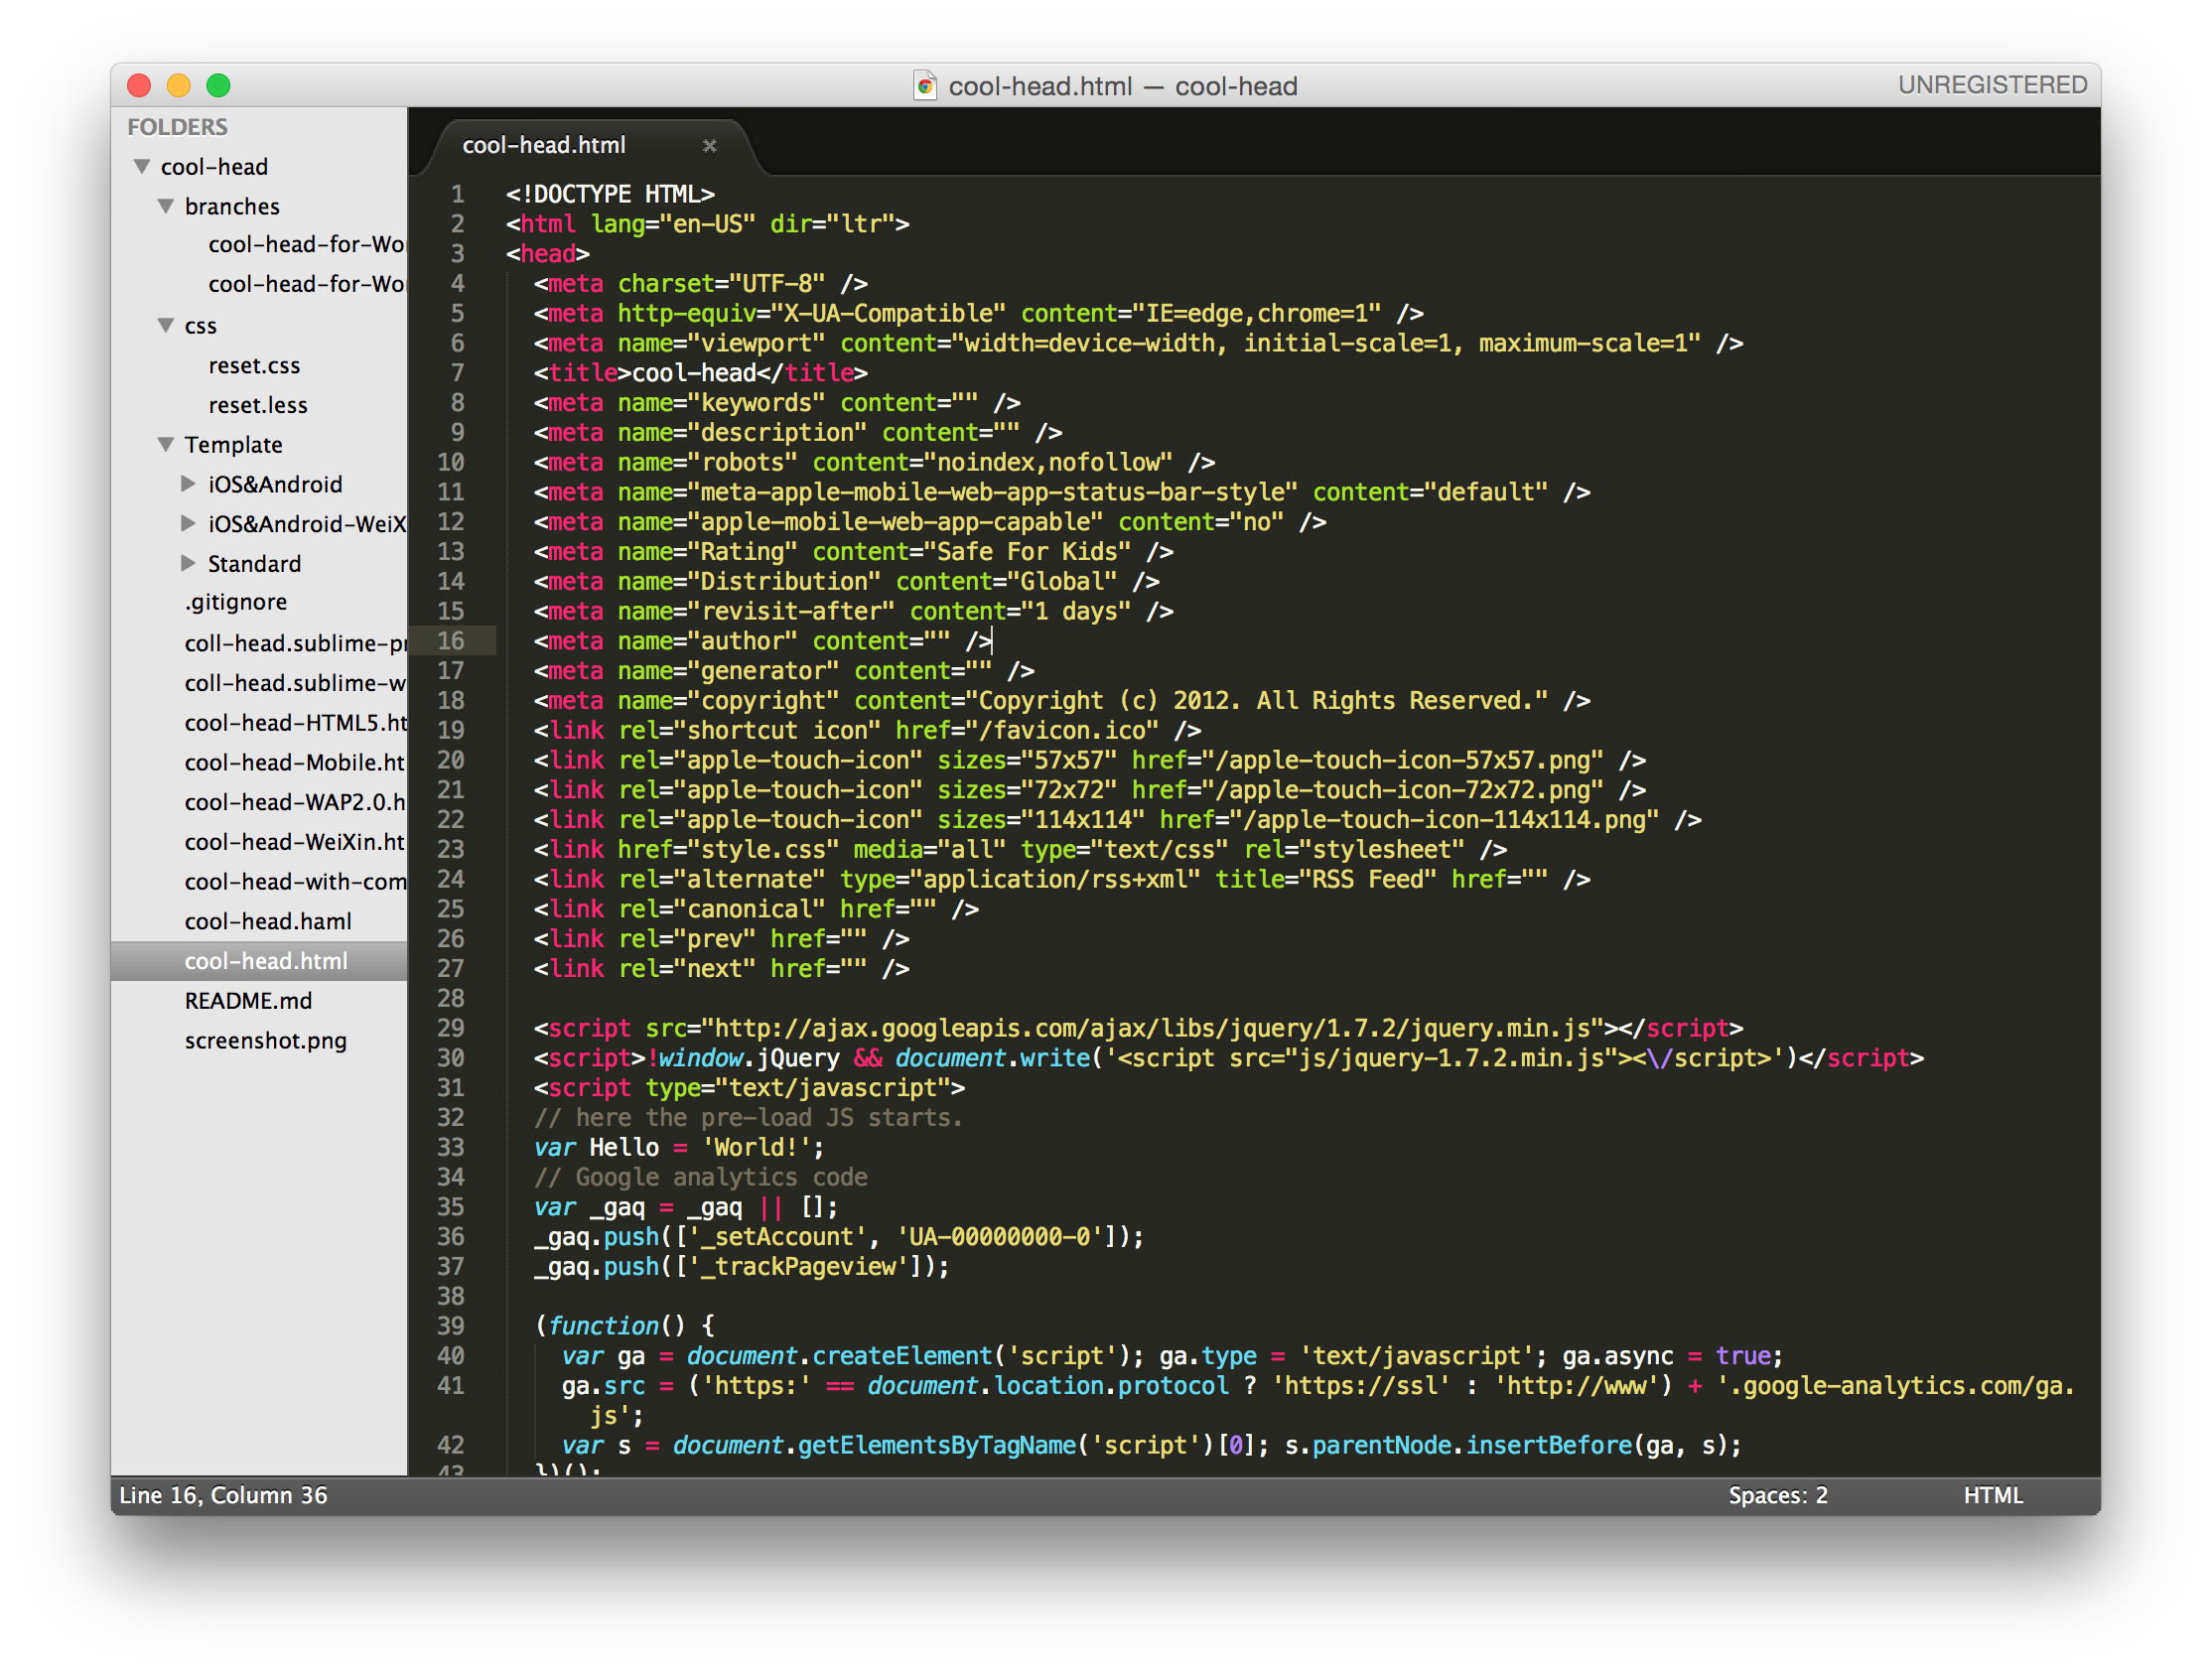 cool-head.html — cool-head
UNREGISTERED
FOLDERS
cool-head
branches
cool-head-for-Wo
cool-head-for-Wo
css
reset.css
reset.less
Template
iOS&Android
iOS&Android-WeiX
Standard
.gitignore
coll-head.sublime-p
coll-head.sublime-w
cool-head-HTML5.ht
cool-head-Mobile.ht
cool-head-WAP2.0.h
cool-head-WeiXin.ht
cool-head-with-com
cool-head.haml
cool-head.html
README.md
screenshot.png
cool-head.html ×
1 <!DOCTYPE HTML>
2 <html lang="en-US" dir="ltr">
3 <head>
4 <meta charset="UTF-8" />
5 <meta http-equiv="X-UA-Compatible" content="IE=edge,chrome=1" />
6 <meta name="viewport" content="width=device-width, initial-scale=1, maximum-scale=1" />
7 <title>cool-head</title>
8 <meta name="keywords" content="" />
9 <meta name="description" content="" />
10 <meta name="robots" content="noindex,nofollow" />
11 <meta name="meta-apple-mobile-web-app-status-bar-style" content="default" />
12 <meta name="apple-mobile-web-app-capable" content="no" />
13 <meta name="Rating" content="Safe For Kids" />
14 <meta name="Distribution" content="Global" />
15 <meta name="revisit-after" content="1 days" />
16 <meta name="author" content="" />
17 <meta name="generator" content="" />
18 <meta name="copyright" content="Copyright (c) 2012. All Rights Reserved." />
19 <link rel="shortcut icon" href="/favicon.ico" />
20 <link rel="apple-touch-icon" sizes="57x57" href="/apple-touch-icon-57x57.png" />
21 <link rel="apple-touch-icon" sizes="72x72" href="/apple-touch-icon-72x72.png" />
22 <link rel="apple-touch-icon" sizes="114x114" href="/apple-touch-icon-114x114.png" />
23 <link href="style.css" media="all" type="text/css" rel="stylesheet" />
24 <link rel="alternate" type="application/rss+xml" title="RSS Feed" href="" />
25 <link rel="canonical" href="" />
26 <link rel="prev" href="" />
27 <link rel="next" href="" />
28
29 <script src="http://ajax.googleapis.com/ajax/libs/jquery/1.7.2/jquery.min.js"></script>
30 <script>!window.jQuery && document.write('<script src="js/jquery-1.7.2.min.js"><\/script>')</script>
31 <script type="text/javascript">
32 // here the pre-load JS starts.
33 var Hello = 'World!';
34 // Google analytics code
35 var _gaq = _gaq || [];
36 _gaq.push(['_setAccount', 'UA-00000000-0']);
37 _gaq.push(['_trackPageview']);
38
39 (function() {
40 var ga = document.createElement('script'); ga.type = 'text/javascript'; ga.async = true;
41 ga.src = ('https:' == document.location.protocol ? 'https://ssl' : 'http://www') + '.google-analytics.com/ga.
js';
42 var s = document.getElementsByTagName('script')[0]; s.parentNode.insertBefore(ga, s);
43 })();
Line 16, Column 36
Spaces: 2
HTML